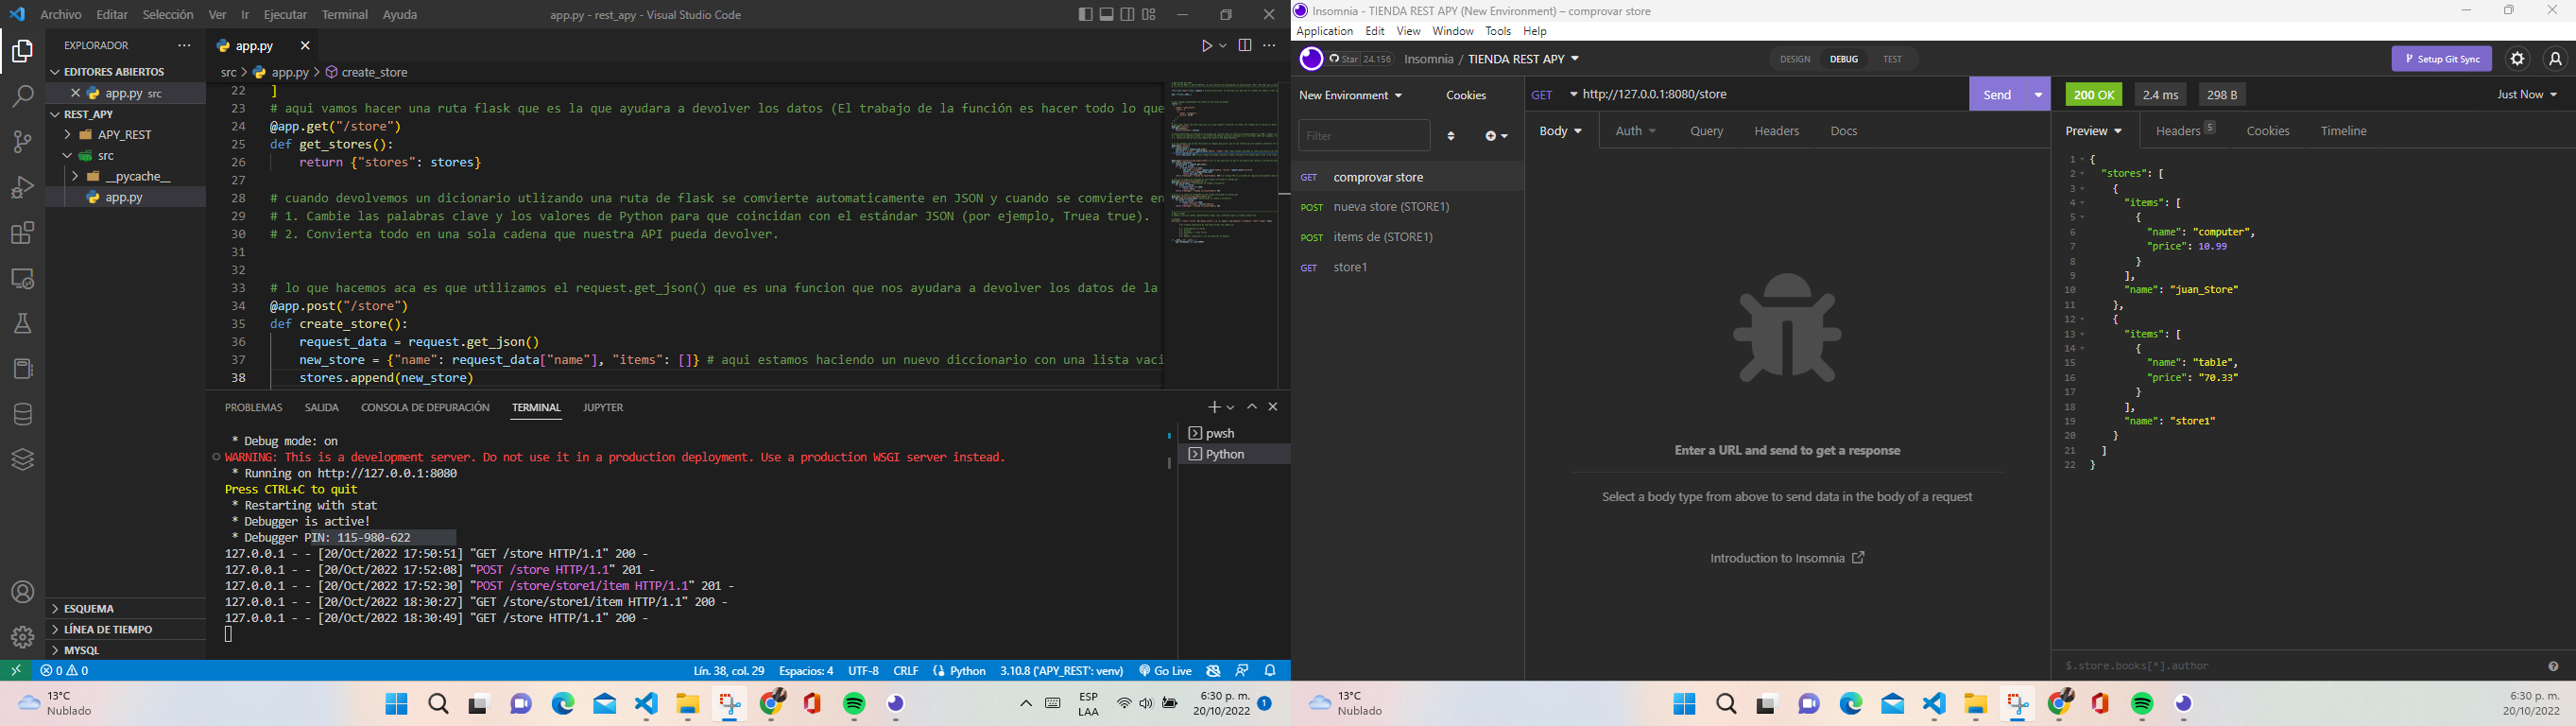 Archivo Editar Selección Ver Ir Ejecutar Terminal Ayuda
app.py - rest_apy - Visual Studio Code
EXPLORADOR
EDITORES ABIERTOS
app.py src
REST_APY
APY_REST
src
__pycache__
app.py
ESQUEMA
LÍNEA DE TIEMPO
MYSQL
app.py
src > app.py > create_store
22 ]
23 # aqui vamos hacer una ruta flask que es la que ayudara a devolver los datos (El trabajo de la función es hacer todo lo que
24 @app.get("/store")
25 def get_stores():
26     return {"stores": stores}
27
28 # cuando devolvemos un dicionario utlizando una ruta de flask se comvierte automaticamente en JSON y cuando se comvierte en
29 # 1. Cambie las palabras clave y los valores de Python para que coincidan con el estándar JSON (por ejemplo, Truea true).
30 # 2. Convierta todo en una sola cadena que nuestra API pueda devolver.
31
32
33 # lo que hacemos aca es que utilizamos el request.get_json() que es una funcion que nos ayudara a devolver los datos de la
34 @app.post("/store")
35 def create_store():
36     request_data = request.get_json()
37     new_store = {"name": request_data["name"], "items": []} # aqui estamos haciendo un nuevo diccionario con una lista vaci
38     stores.append(new_store)
PROBLEMAS SALIDA CONSOLA DE DEPURACIÓN TERMINAL JUPYTER
* Debug mode: on
WARNING: This is a development server. Do not use it in a production deployment. Use a production WSGI server instead.
* Running on http://127.0.0.1:8080
Press CTRL+C to quit
* Restarting with stat
* Debugger is active!
* Debugger PIN: 115-980-622
127.0.0.1 - - [20/Oct/2022 17:50:51] "GET /store HTTP/1.1" 200 -
127.0.0.1 - - [20/Oct/2022 17:52:08] "POST /store HTTP/1.1" 201 -
127.0.0.1 - - [20/Oct/2022 17:52:30] "POST /store/store1/item HTTP/1.1" 201 -
127.0.0.1 - - [20/Oct/2022 18:30:27] "GET /store/store1/item HTTP/1.1" 200 -
127.0.0.1 - - [20/Oct/2022 18:30:49] "GET /store HTTP/1.1" 200 -
pwsh
Python
0 0
Lín. 38, col. 29 Espacios: 4 UTF-8 CRLF Python 3.10.8 ('APY_REST': venv) Go Live
13°C
Nublado
ESP
LAA
6:30 p. m.
20/10/2022
1
Insomnia - TIENDA REST APY (New Environment) – comprovar store
Application Edit View Window Tools Help
Star 24.156
Insomnia / TIENDA REST APY
DESIGN DEBUG TEST
Setup Git Sync
New Environment Cookies
Filter
GET comprovar store
POST nueva store (STORE1)
POST items de (STORE1)
GET store1
GET http://127.0.0.1:8080/store Send
Body Auth Query Headers Docs
Enter a URL and send to get a response
Select a body type from above to send data in the body of a request
Introduction to Insomnia
200 OK 2.4 ms 298 B Just Now
Preview Headers 5 Cookies Timeline
1 {
2 "stores": [
3 {
4 "items": [
5 {
6 "name": "computer",
7 "price": 10.99
8 }
9 ],
10 "name": "juan_Store"
11 },
12 {
13 "items": [
14 {
15 "name": "table",
16 "price": "70.33"
17 }
18 ],
19 "name": "store1"
20 }
21 ]
22 }
$.store.books[*].author
13°C
Nublado
6:30 p. m.
20/10/2022